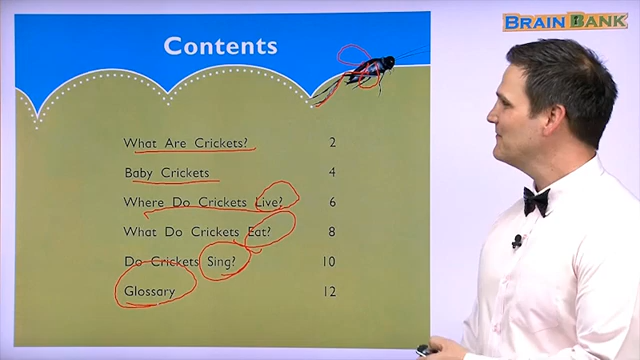 BRAIN BANK
Contents
What Are Crickets? 2
Baby Crickets 4
Where Do Crickets Live? 6
What Do Crickets Eat? 8
Do Crickets Sing? 10
Glossary 12